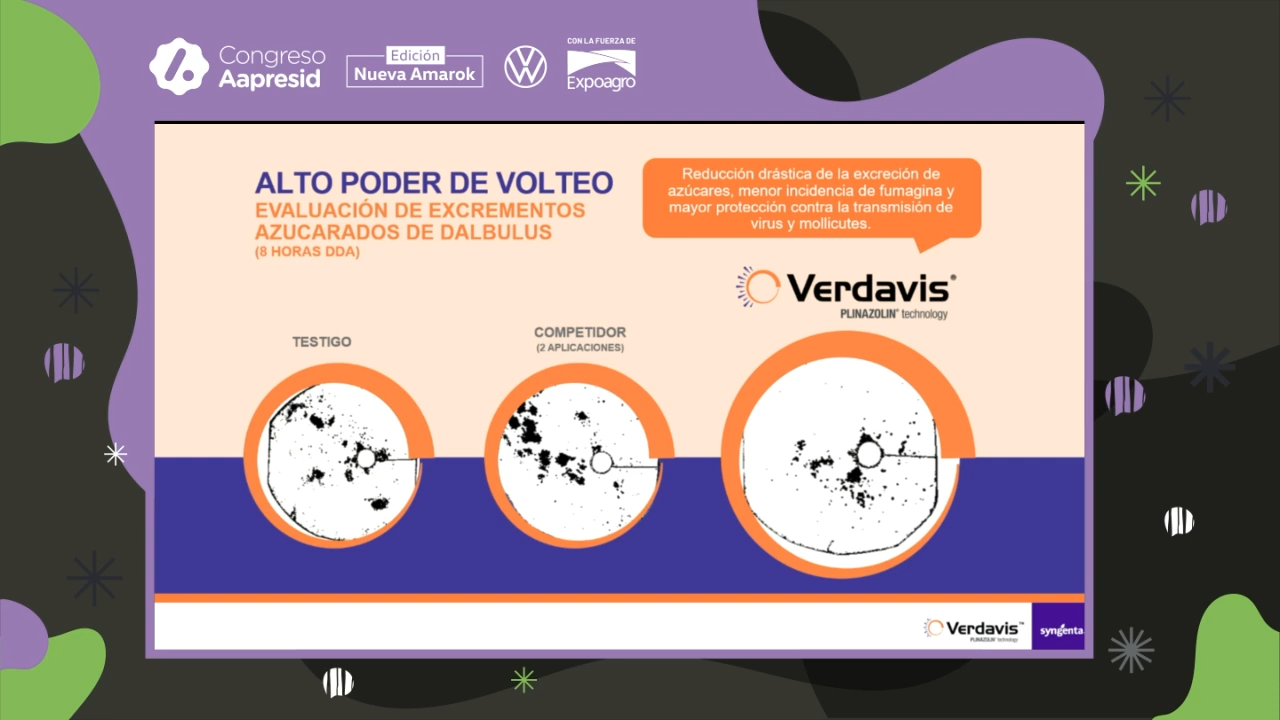 Congreso
Aapresid
Edición
Nueva Amarok
CON LA FUERZA DE
Expoagro
ALTO PODER DE VOLTEO
EVALUACIÓN DE EXCREMENTOS
AZUCARADOS DE DALBULUS
(8 HORAS DDA)
Reducción drástica de la excreción de
azúcares, menor incidencia de fumagina y
mayor protección contra la transmisión de
virus y mollicutes.
Verdavis®
PLINAZOLIN® technology
TESTIGO
COMPETIDOR
(2 APLICACIONES)
Verdavis™
PLINAZOLIN® technology
syngenta